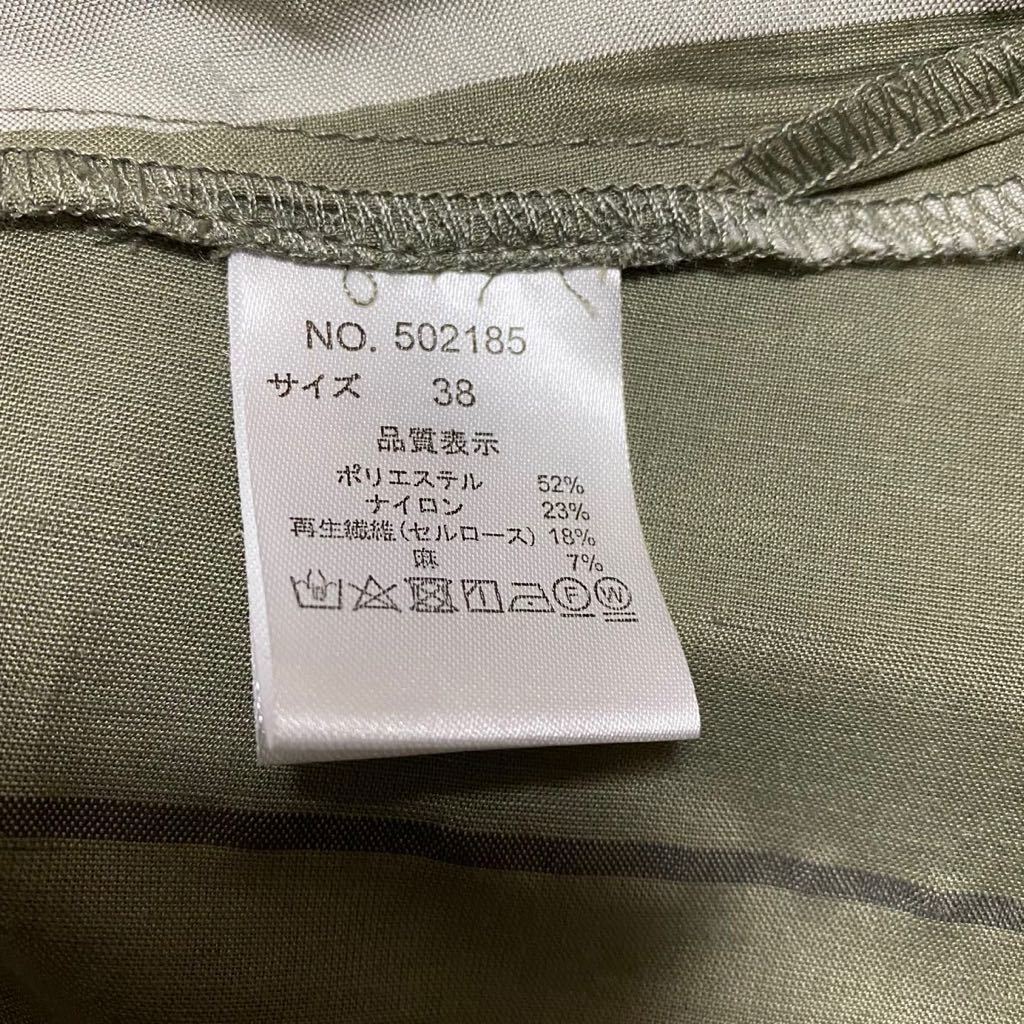 NO. 502185
サイズ 38
品質表示
ポリエステル 52%
ナイロン 23%
再生繊維(セルロース) 18%
麻 7%
F W